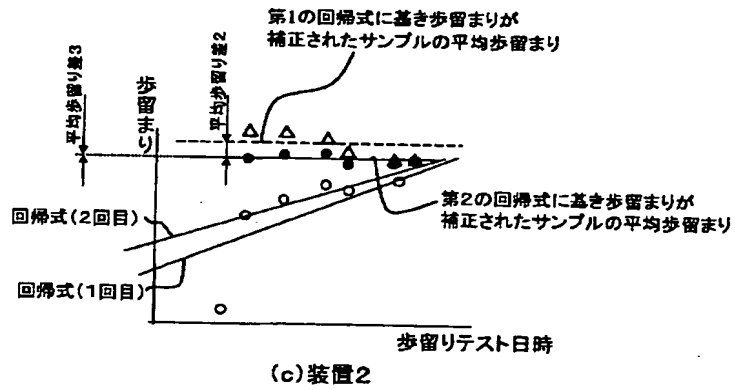 第1の回帰式に基き歩留まりが
補正されたサンプルの平均歩留まり
平均歩留り差3
歩留まり
平均歩留り差2
第2の回帰式に基き歩留まりが
補正されたサンプルの平均歩留まり
回帰式(2回目)
回帰式(1回目)
歩留りテスト日時
(c)装置2